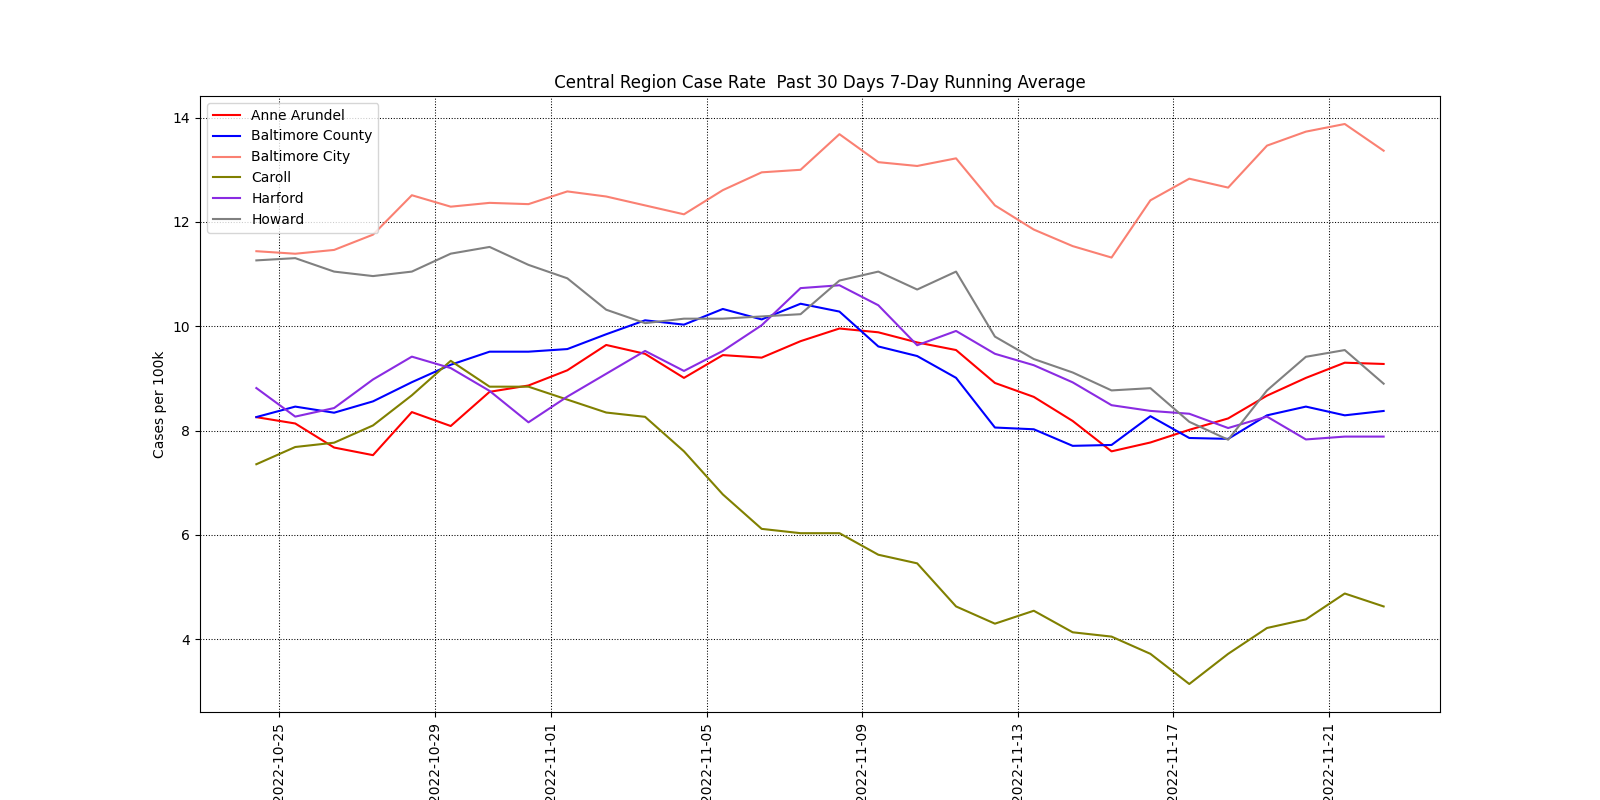 Central Region Case Rate  Past 30 Days 7-Day Running Average
Anne Arundel
Baltimore County
Baltimore City
Caroll
Harford
Howard
Cases per 100k
14
12
10
8
6
4
2022-10-25
2022-10-29
2022-11-01
2022-11-05
2022-11-09
2022-11-13
2022-11-17
2022-11-21